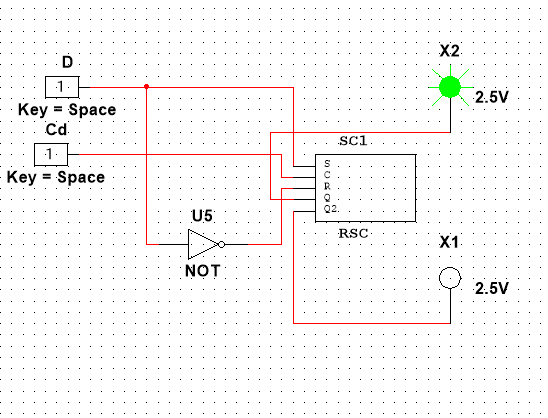 D
1
Key = Space
Cd
1
Key = Space
U5
NOT
SC1
S
C
R
Q
Q2
RSC
X2
2.5V
X1
2.5V